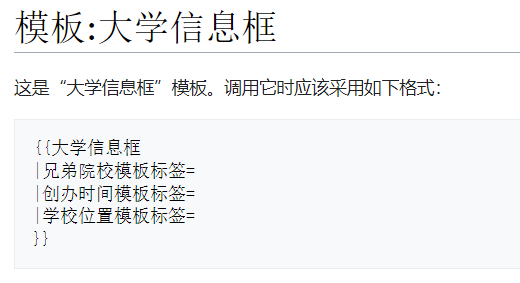 模板:大学信息框
这是“大学信息框”模板。调用它时应该采用如下格式：
{{大学信息框
|兄弟院校模板标签=
|创办时间模板标签=
|学校位置模板标签=
}}